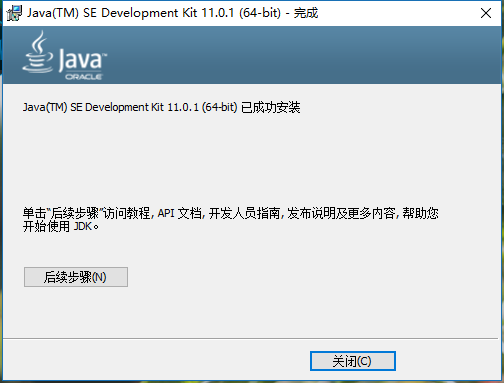 Java(TM) SE Development Kit 11.0.1 (64-bit) - 完成
Java
ORACLE
Java(TM) SE Development Kit 11.0.1 (64-bit) 已成功安装
单击“后续步骤”访问教程, API 文档, 开发人员指南, 发布说明及更多内容, 帮助您
开始使用 JDK。
后续步骤(N)
关闭(C)